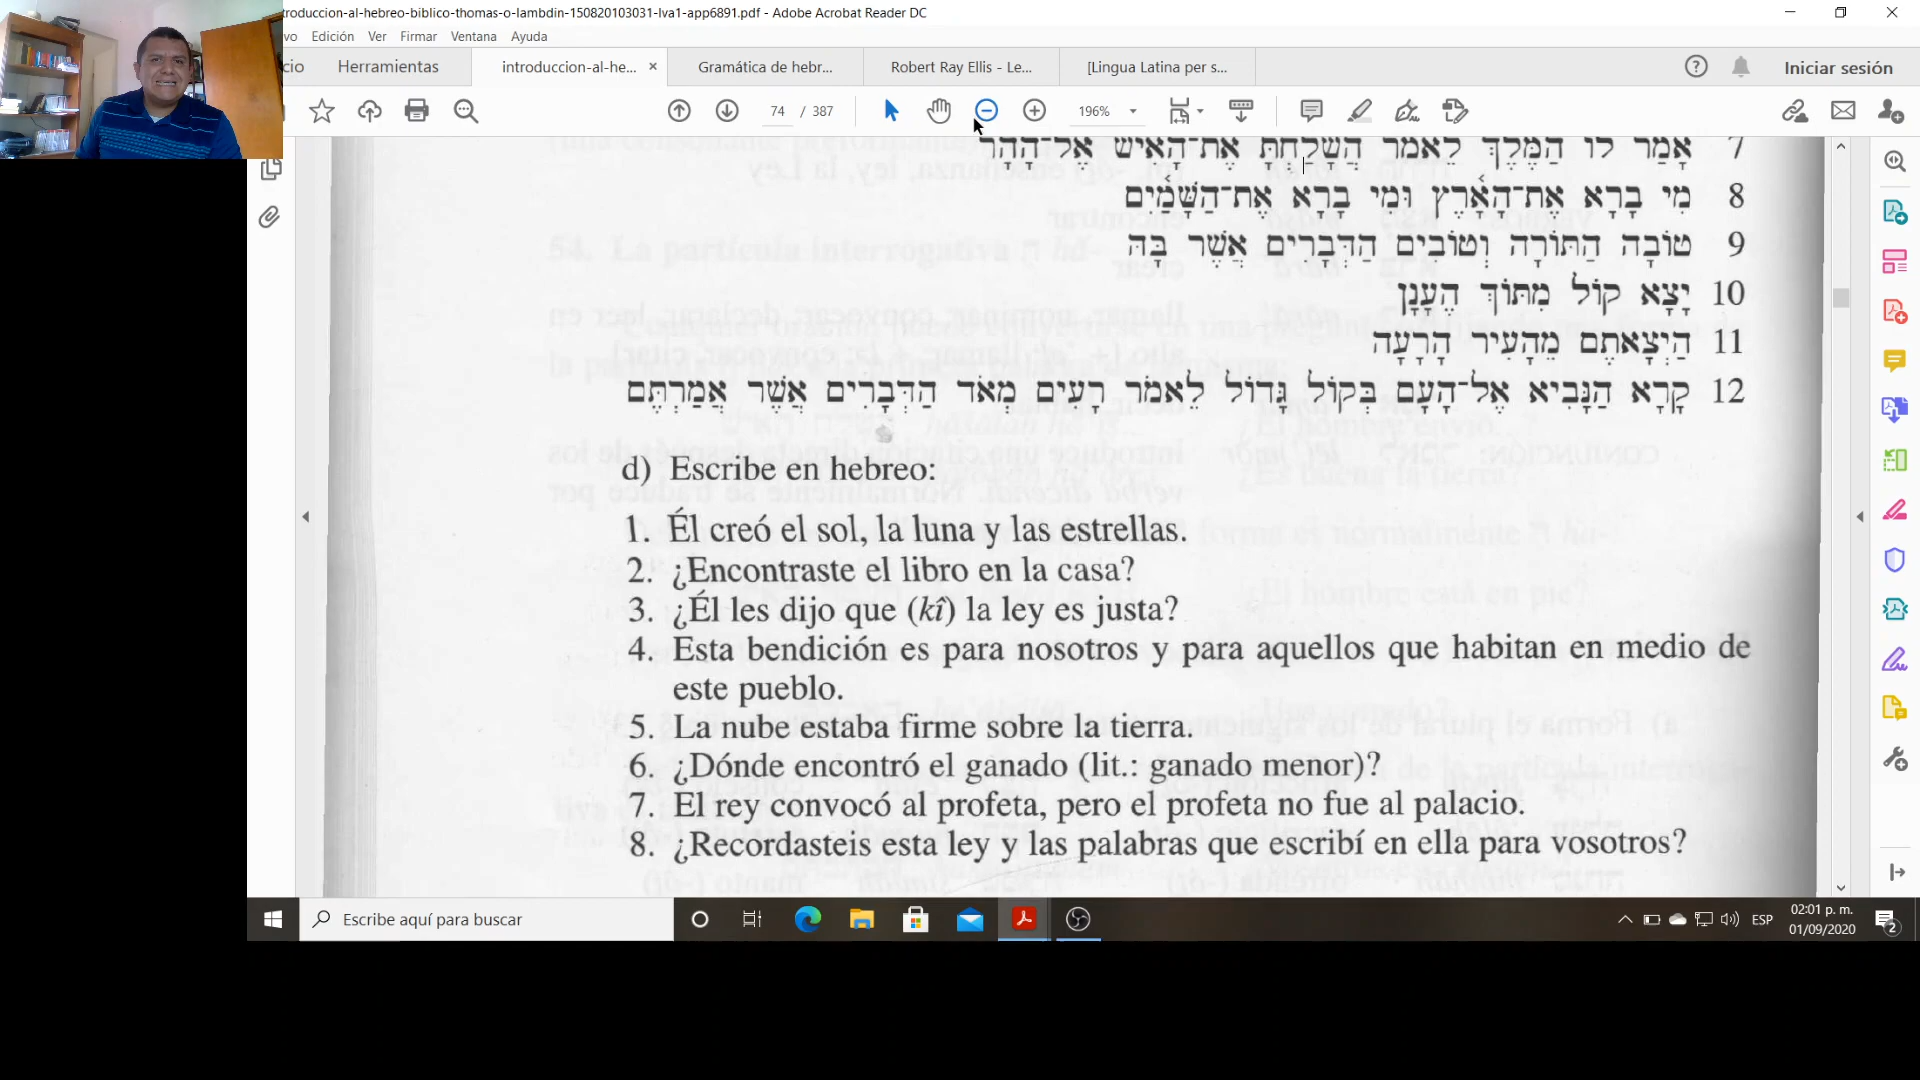 troduccion-al-hebreo-biblico-thomas-o-lambdin-150820103031-lva1-app6891.pdf - Adobe Acrobat Reader DC
vo Edición Ver Firmar Ventana Ayuda
cio Herramientas introduccion-al-he... × Gramática de hebr... Robert Ray Ellis - Le... [Lingua Latina per s... Iniciar sesión
74 / 387 196%
7 אָמַר לוֹ הַמֶּלֶךְ לֵאמֹר הֲשָׁלַחְתָּ אֶת־הָאִישׁ אֶל־הָהָר
8 מִי בָרָא אֶת־הָאָ֫רֶץ וּמִי בָרָא אֶת־הַשָּׁמַ֫יִם
9 טוֹבָה הַתּוֹרָה וְטוֹבִים הַדְּבָרִים אֲשֶׁר בָּהּ
10 יָצָא קוֹל מִתּוֹךְ הֶעָנָן
11 הַיְצָאתֶם מֵהָעִיר הָרָעָה
12 קָרָא הַנָּבִיא אֶל־הָעָם בְּקוֹל גָּדוֹל לֵאמֹר רָעִים מְאֹד הַדְּבָרִים אֲשֶׁר אֲמַרְתֶּם
d) Escribe en hebreo:
1. Él creó el sol, la luna y las estrellas.
2. ¿Encontraste el libro en la casa?
3. ¿Él les dijo que (kî) la ley es justa?
4. Esta bendición es para nosotros y para aquellos que habitan en medio de
este pueblo.
5. La nube estaba firme sobre la tierra.
6. ¿Dónde encontró el ganado (lit.: ganado menor)?
7. El rey convocó al profeta, pero el profeta no fue al palacio.
8. ¿Recordasteis esta ley y las palabras que escribí en ella para vosotros?
Escribe aquí para buscar
ESP
02:01 p. m.
01/09/2020
2